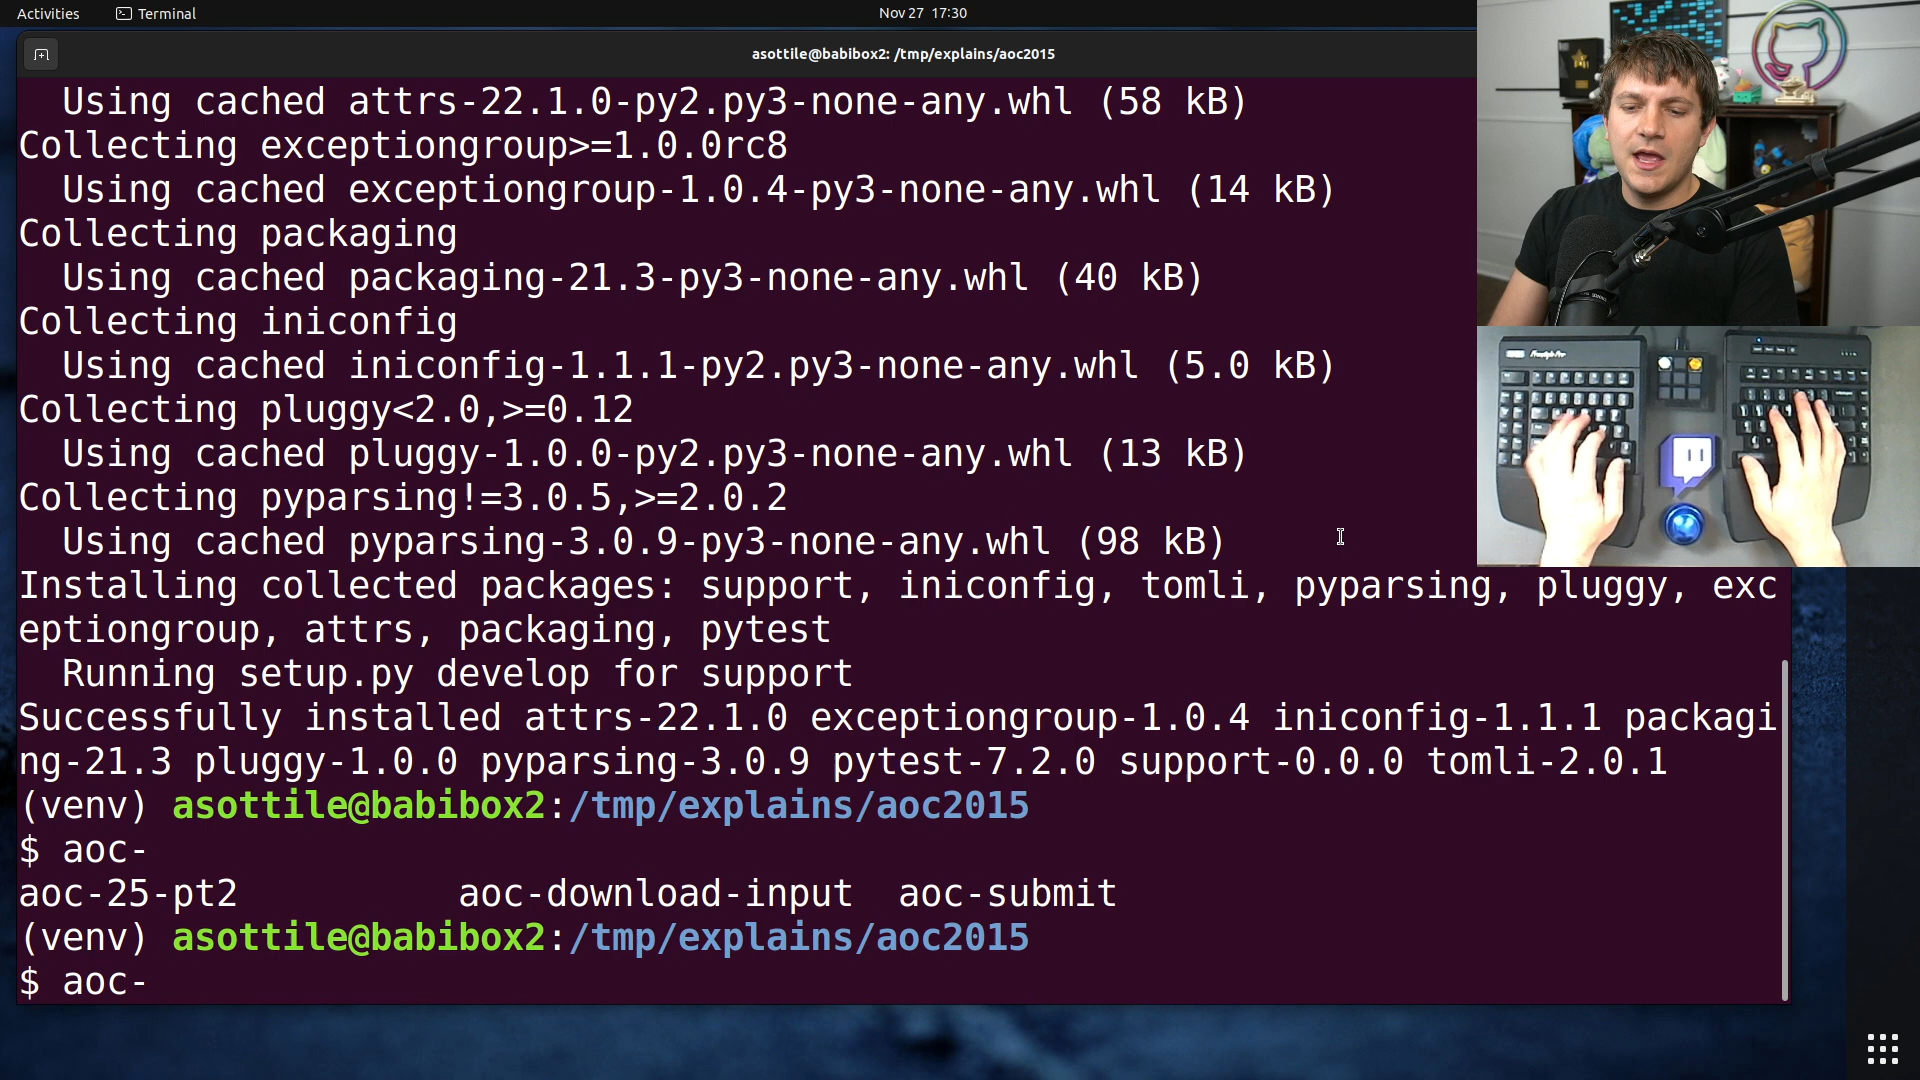 Activities
Terminal
Nov 27 17:30
asottile@babibox2: /tmp/explains/aoc2015
Using cached attrs-22.1.0-py2.py3-none-any.whl (58 kB)
Collecting exceptiongroup>=1.0.0rc8
Using cached exceptiongroup-1.0.4-py3-none-any.whl (14 kB)
Collecting packaging
Using cached packaging-21.3-py3-none-any.whl (40 kB)
Collecting iniconfig
Using cached iniconfig-1.1.1-py2.py3-none-any.whl (5.0 kB)
Collecting pluggy<2.0,>=0.12
Using cached pluggy-1.0.0-py2.py3-none-any.whl (13 kB)
Collecting pyparsing!=3.0.5,>=2.0.2
Using cached pyparsing-3.0.9-py3-none-any.whl (98 kB)
Installing collected packages: support, iniconfig, tomli, pyparsing, pluggy, exc
eptiongroup, attrs, packaging, pytest
Running setup.py develop for support
Successfully installed attrs-22.1.0 exceptiongroup-1.0.4 iniconfig-1.1.1 packagi
ng-21.3 pluggy-1.0.0 pyparsing-3.0.9 pytest-7.2.0 support-0.0.0 tomli-2.0.1
(venv) asottile@babibox2:/tmp/explains/aoc2015
$ aoc-
aoc-25-pt2 aoc-download-input aoc-submit
(venv) asottile@babibox2:/tmp/explains/aoc2015
$ aoc-
Freestyle Pro